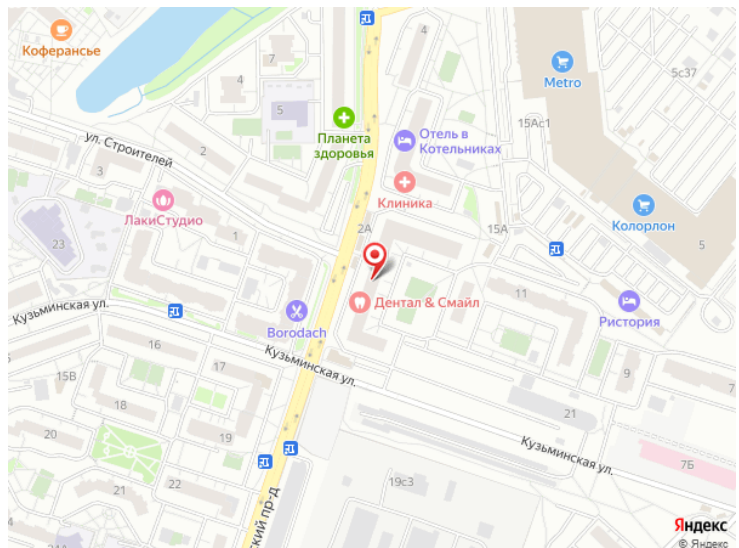 Коферансье
4
7
4
5
Metro
5с37
15Ас1
Планета
здоровья
Отель в
Котельниках
ул. Строителей
2
3
Клиника
ЛакиСтудио
Колорлон
2А
15А
5
23
1
Дентал & Смайл
11
Ристория
Кузьминская ул.
Borodach
16
17
Кузьминская ул.
9
7
15В
18
21
20
19
Кузьминская ул.
7Б
21
22
19с3
ский пр-д
21А
Яндекс
© Яндекс